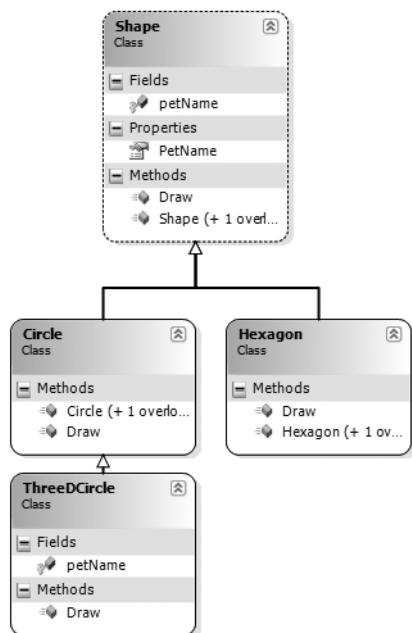 Shape
Class
Fields
petName
Properties
PetName
Methods
Draw
Shape (+ 1 overl...
Circle
Class
Methods
Circle (+ 1 overlo...
Draw
Hexagon
Class
Methods
Draw
Hexagon (+ 1 ov...
ThreeDCircle
Class
Fields
petName
Methods
Draw